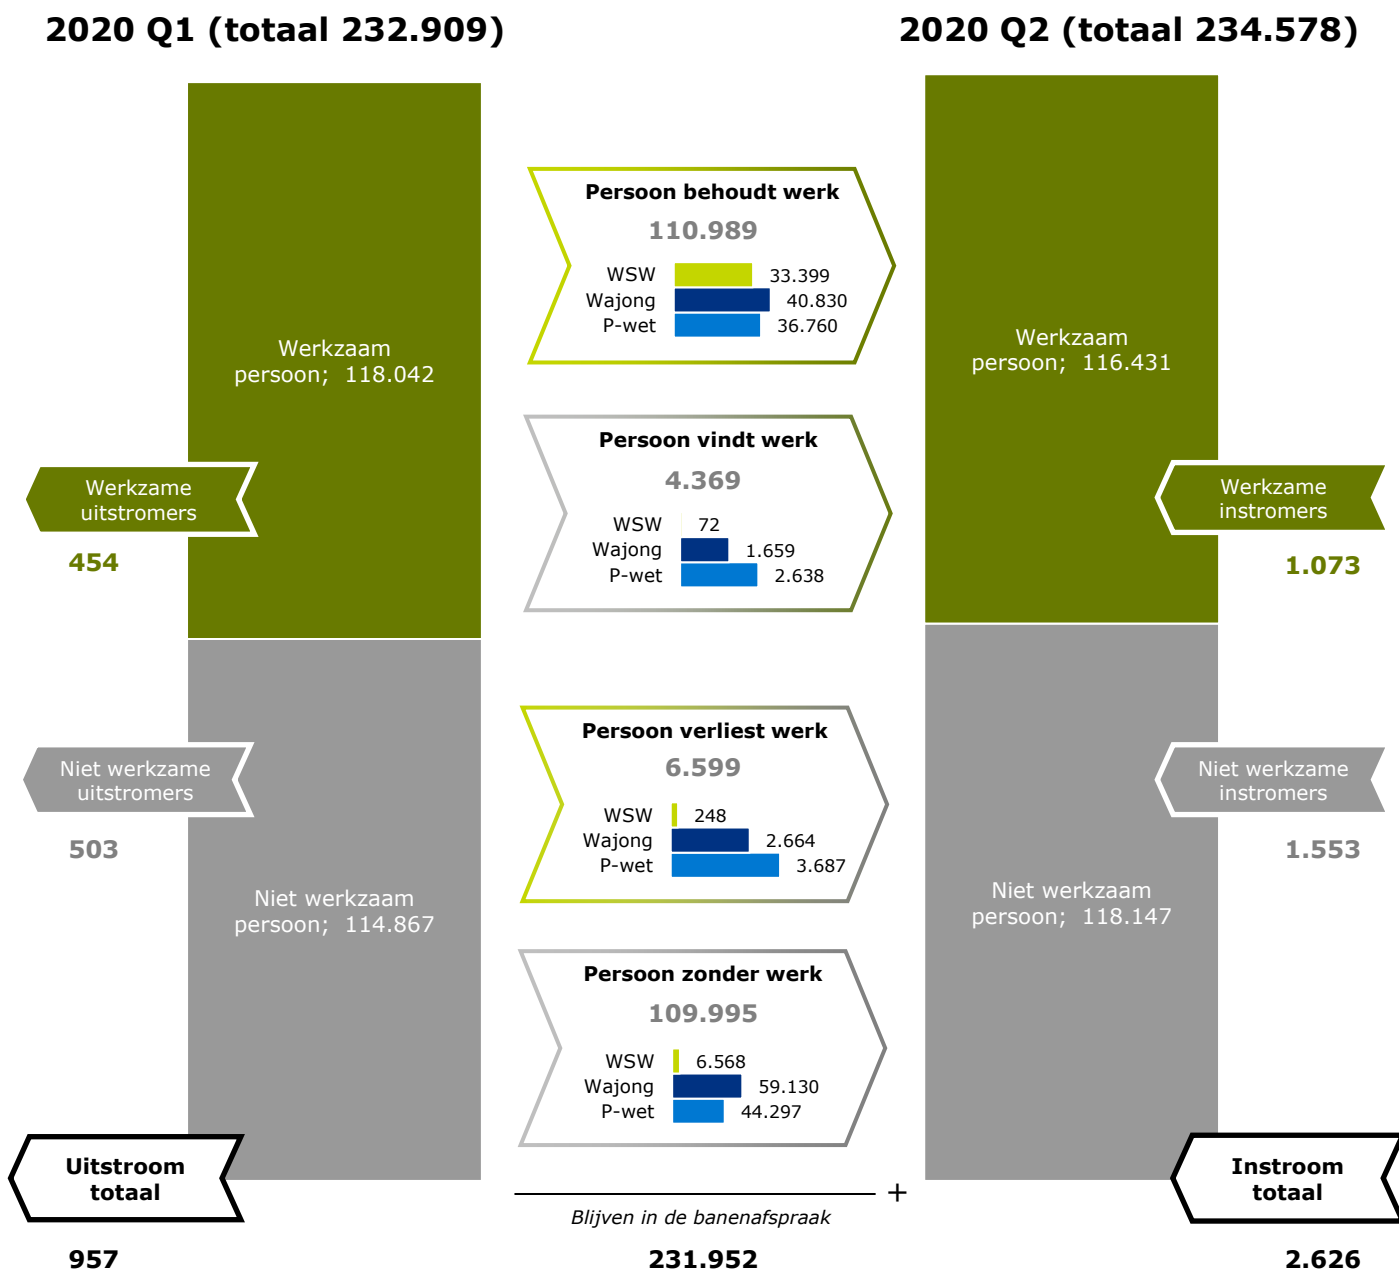 2020 Q1 (totaal 232.909)
2020 Q2 (totaal 234.578)
Werkzaam
persoon; 118.042
Werkzame
uitstromers
454
Niet werkzame
uitstromers
503
Niet werkzaam
persoon; 114.867
Uitstroom
totaal
957
Persoon behoudt werk
110.989
WSW 33.399
Wajong 40.830
P-wet 36.760
Persoon vindt werk
4.369
WSW 72
Wajong 1.659
P-wet 2.638
Persoon verliest werk
6.599
WSW 248
Wajong 2.664
P-wet 3.687
Persoon zonder werk
109.995
WSW 6.568
Wajong 59.130
P-wet 44.297
+
Blijven in de banenafspraak
231.952
Werkzaam
persoon; 116.431
Werkzame
instromers
1.073
Niet werkzame
instromers
1.553
Niet werkzaam
persoon; 118.147
Instroom
totaal
2.626